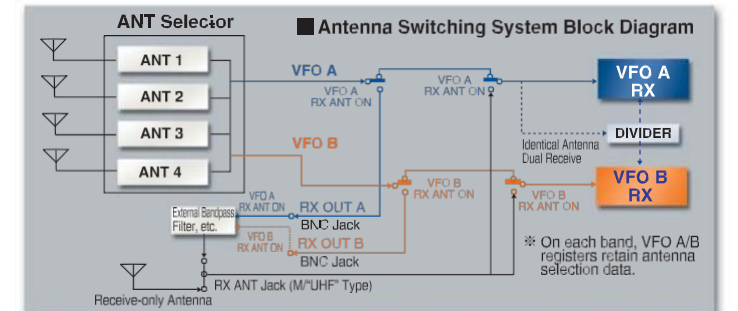 ANT Selector
■ Antenna Switching System Block Diagram
ANT 1
ANT 2
ANT 3
ANT 4
VFO A
VFO A
RX ANT ON
VFO A
RX ANT ON
VFO A
RX
Identical Antenna
Dual Receive
DIVIDER
VFO B
VFO B
RX ANT ON
VFO B
RX ANT ON
VFO B
RX
VFO A
RX ANT ON
RX OUT A
BNC Jack
External Bandpass
Filter, etc.
VFO B
RX ANT ON
RX OUT B
BNC Jack
※ On each band, VFO A/B
registers retain antenna
selection data.
RX ANT Jack (M/"UHF" Type)
Receive-only Antenna